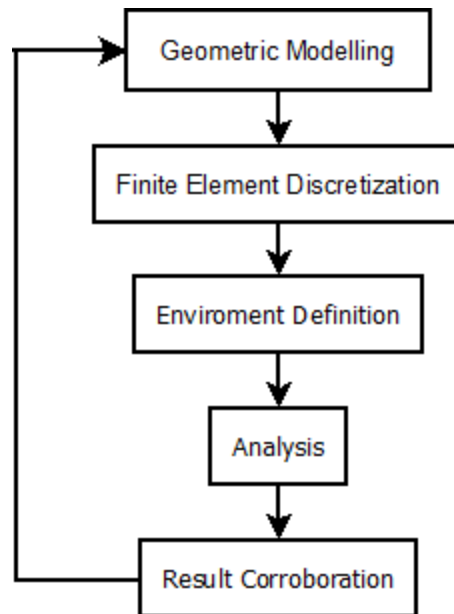 Geometric Modelling
Finite Element Discretization
Enviroment Definition
Analysis
Result Corroboration